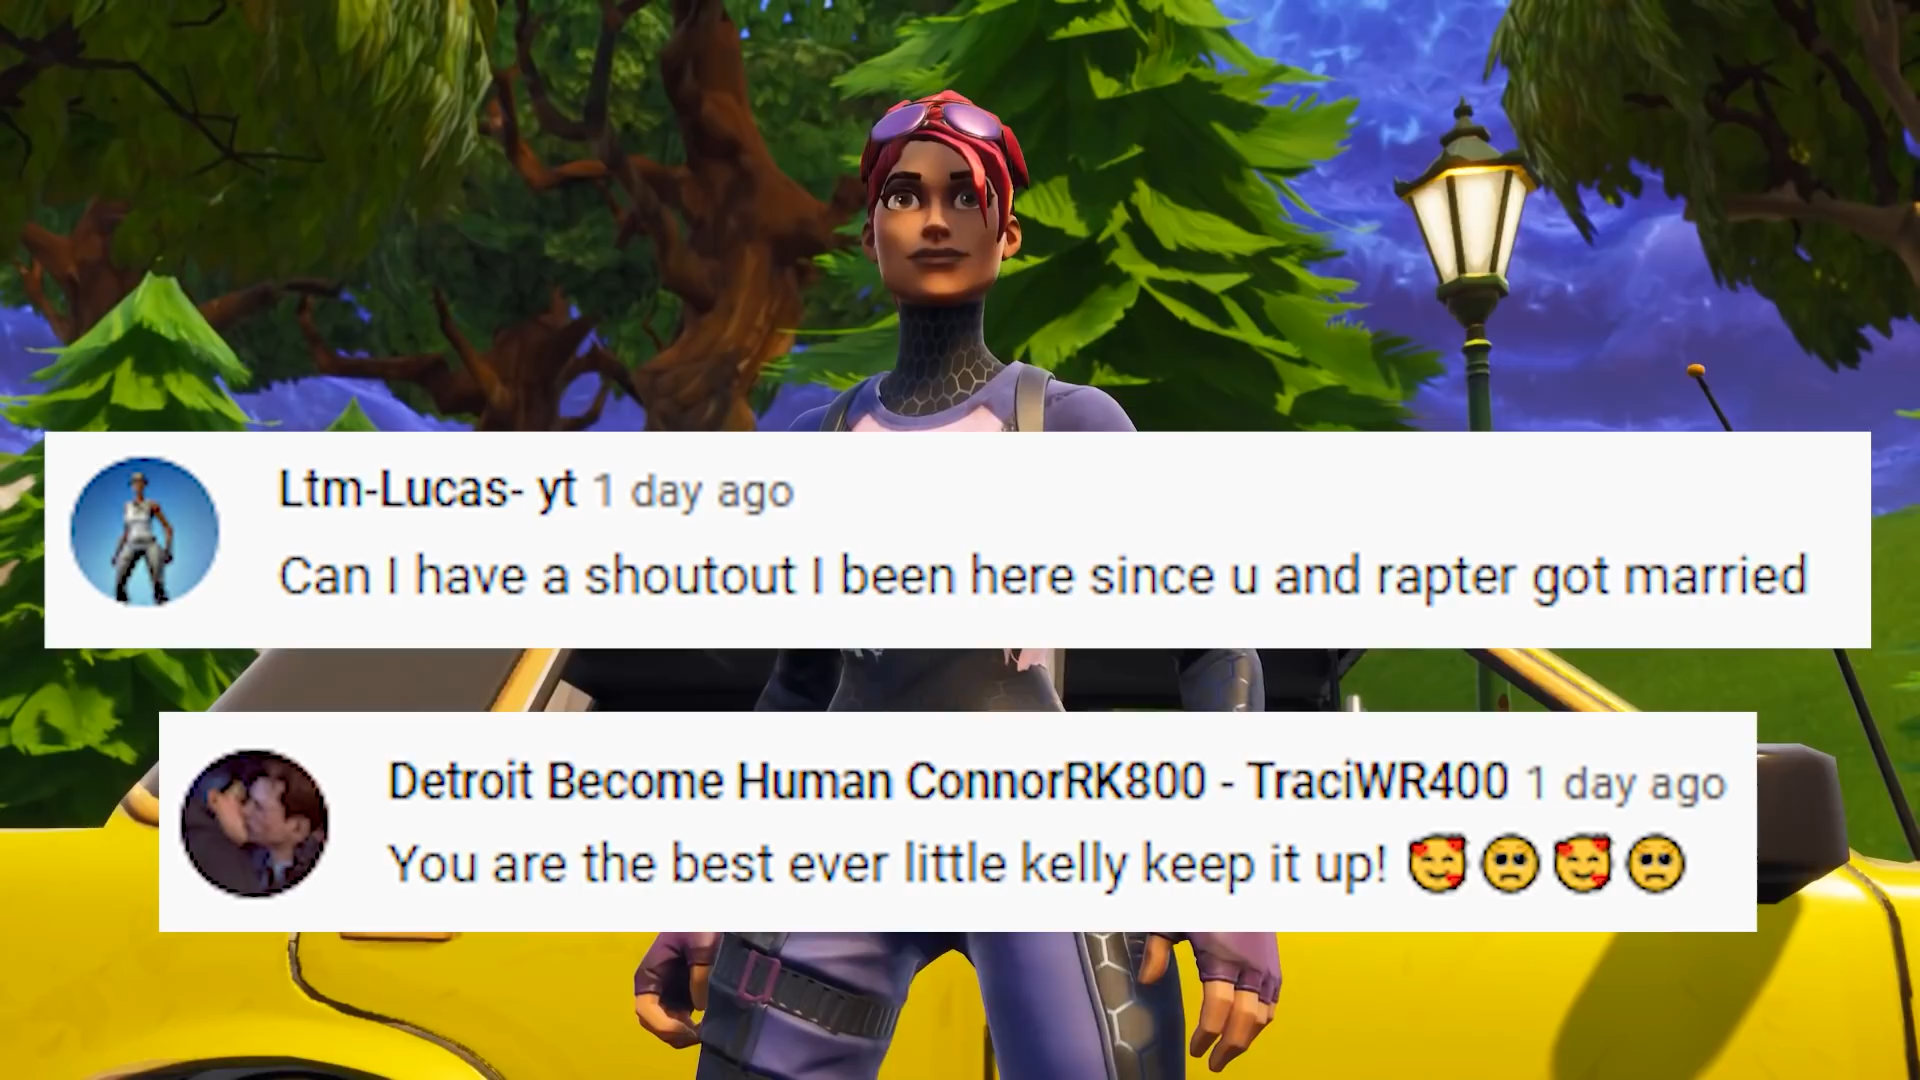 Ltm-Lucas- yt 1 day ago
Can I have a shoutout I been here since u and rapter got married
Detroit Become Human ConnorRK800 - TraciWR400 1 day ago
You are the best ever little kelly keep it up! 🥰🥺🥰🥺